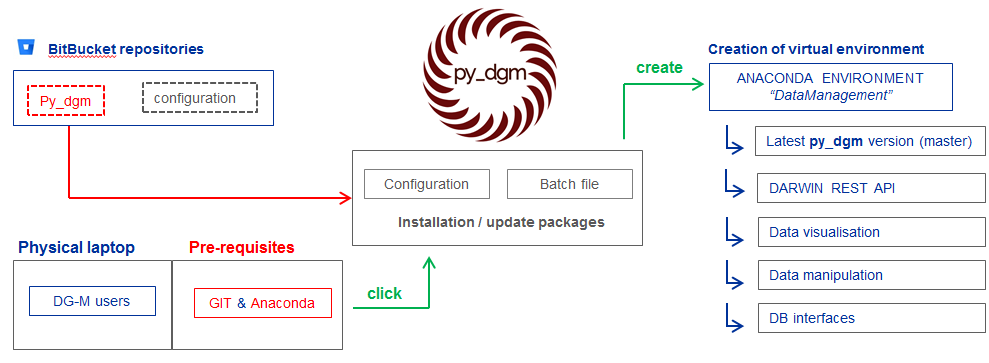 BitBucket repositories
Py_dgm
configuration
py_dgm
create
Creation of virtual environment
ANACONDA ENVIRONMENT
“DataManagement”
Latest py_dgm version (master)
DARWIN REST API
Data visualisation
Data manipulation
DB interfaces
Configuration
Batch file
Installation / update packages
Physical laptop
Pre-requisites
DG-M users
GIT & Anaconda
click